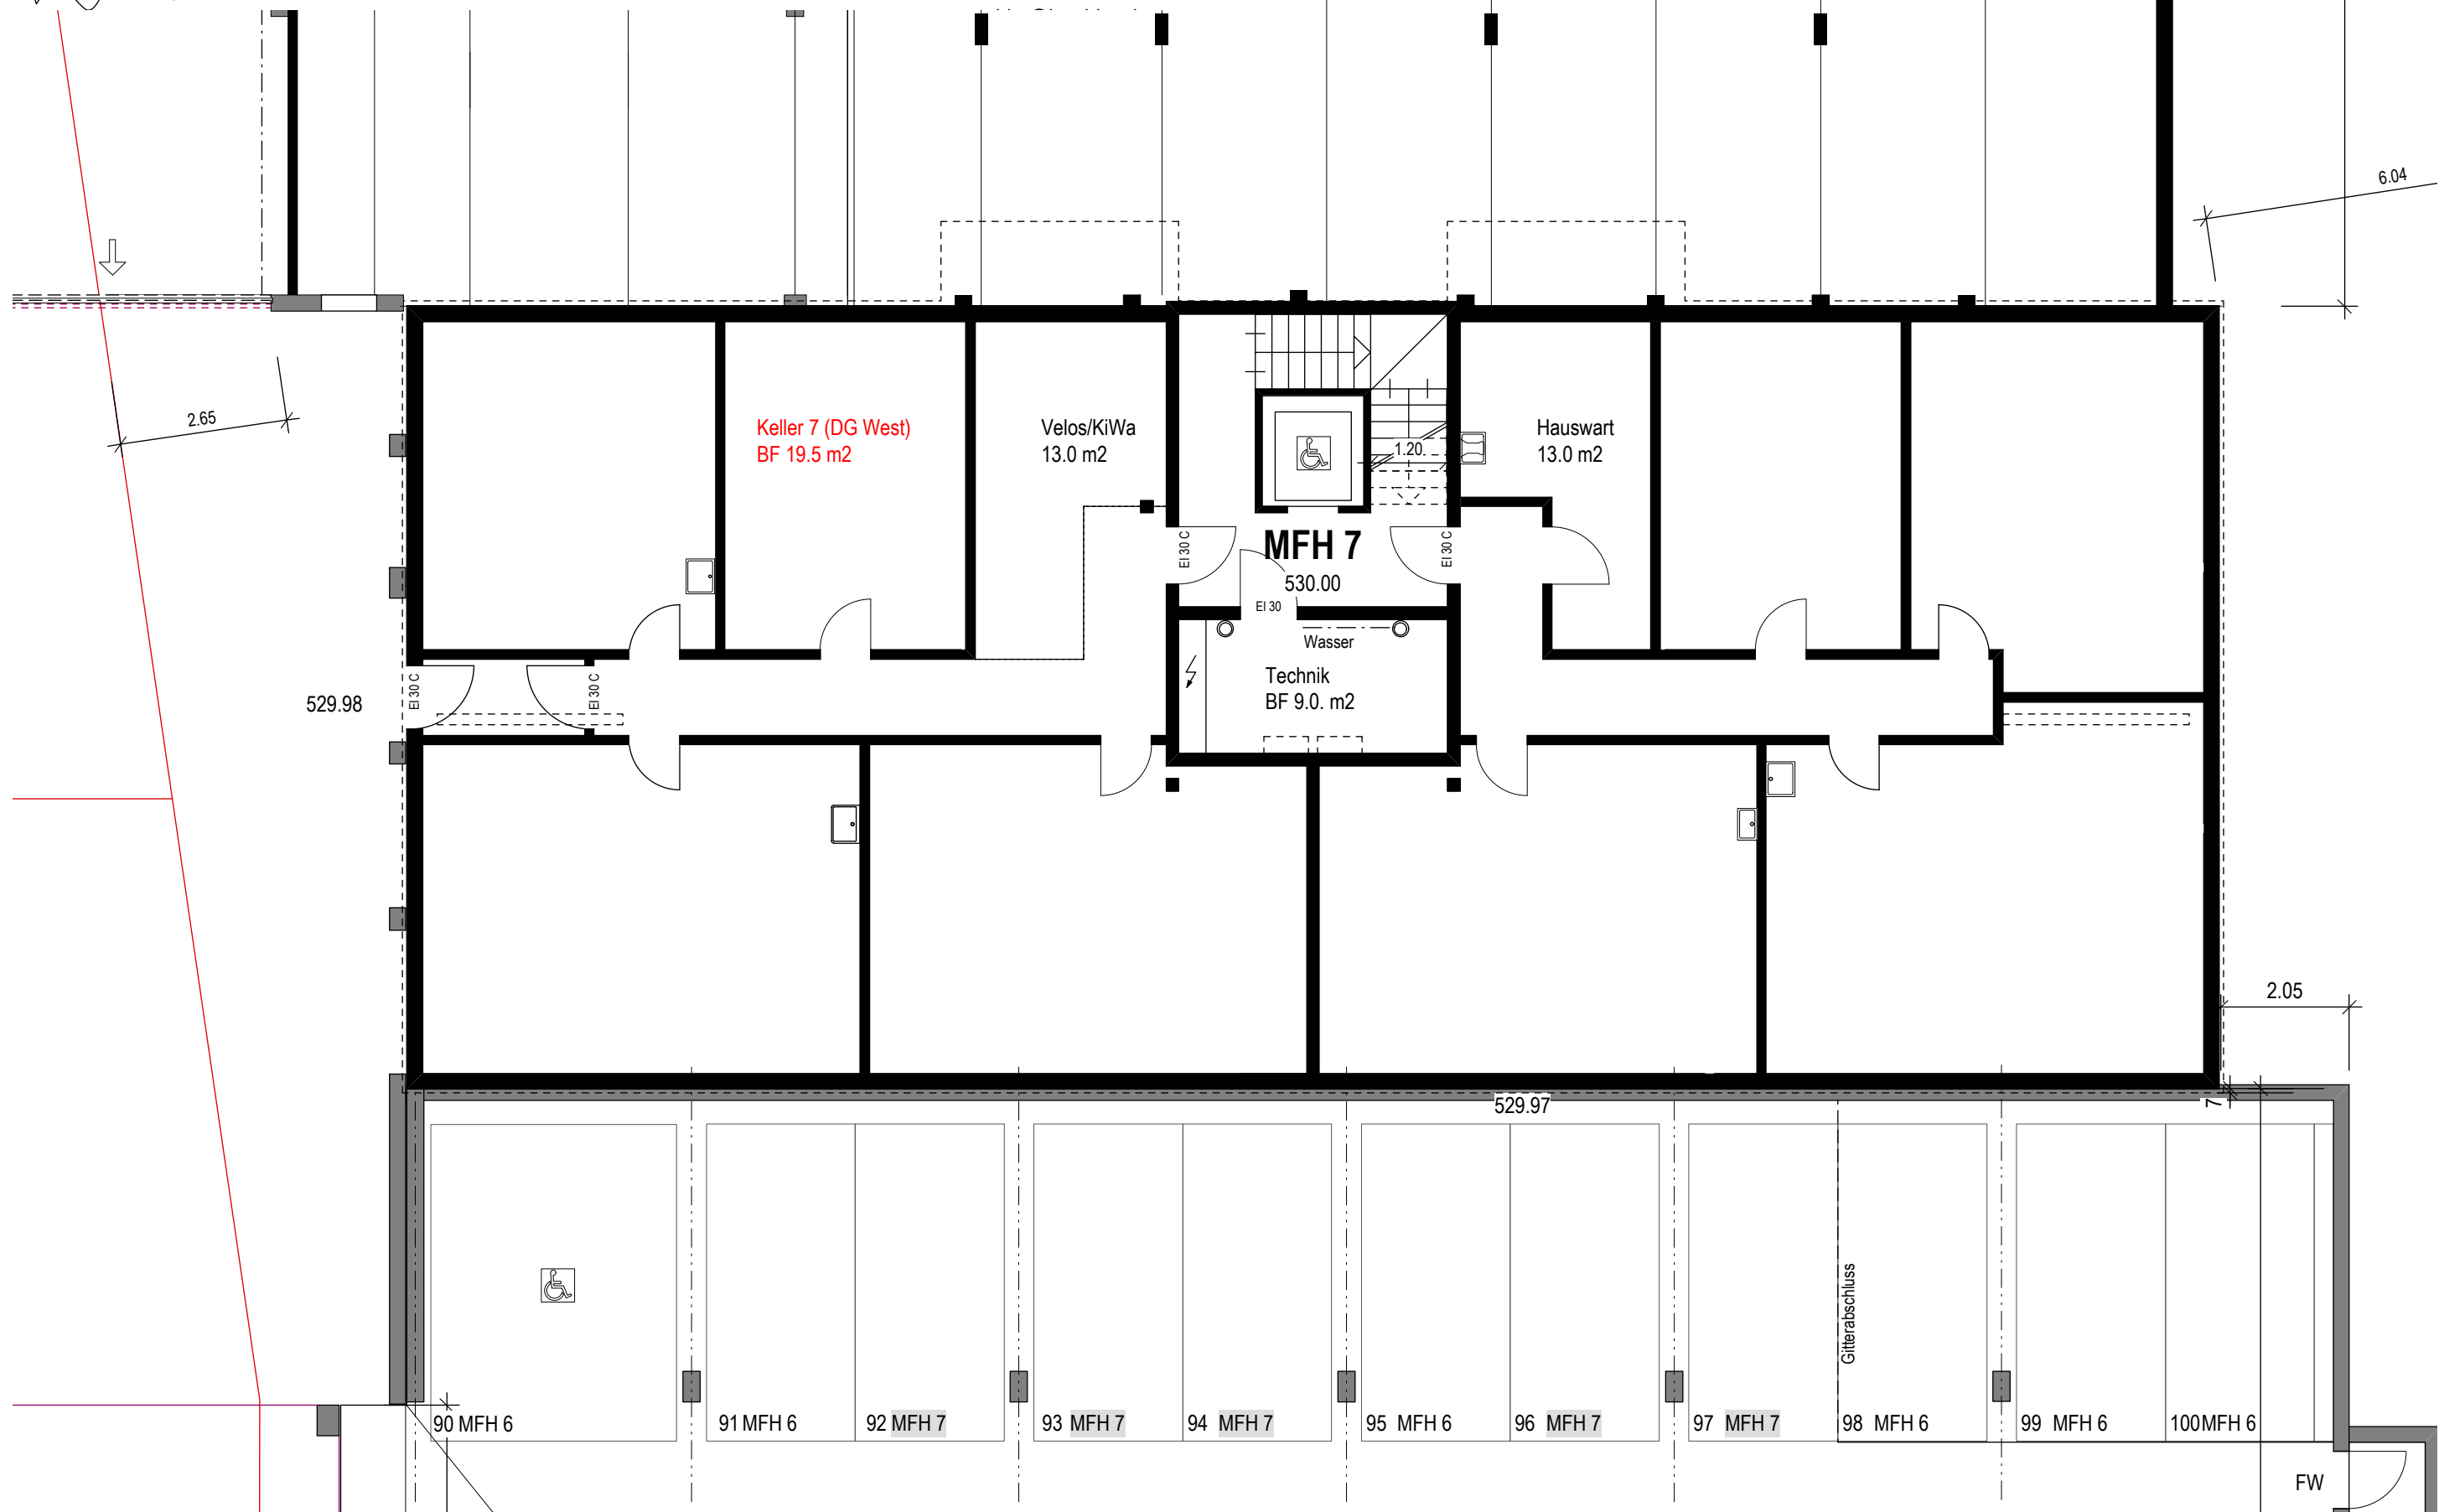 6.04
2.65
Keller 7 (DG West)
BF 19.5 m2
Velos/KiWa
13.0 m2
1.20
Hauswart
13.0 m2
EI 30 C
MFH 7
EI 30 C
530.00
EI 30
Wasser
Technik
BF 9.0. m2
529.98
EI 30 C
EI 30 C
2.05
529.97
7
Gitterabschluss
90 MFH 6
91 MFH 6
92 MFH 7
93 MFH 7
94 MFH 7
95 MFH 6
96 MFH 7
97 MFH 7
98 MFH 6
99 MFH 6
100 MFH 6
FW